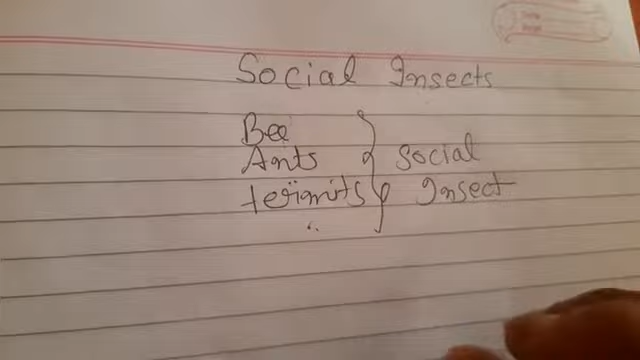 Social Insects
Bee
Ants } Social
terimits } Insect